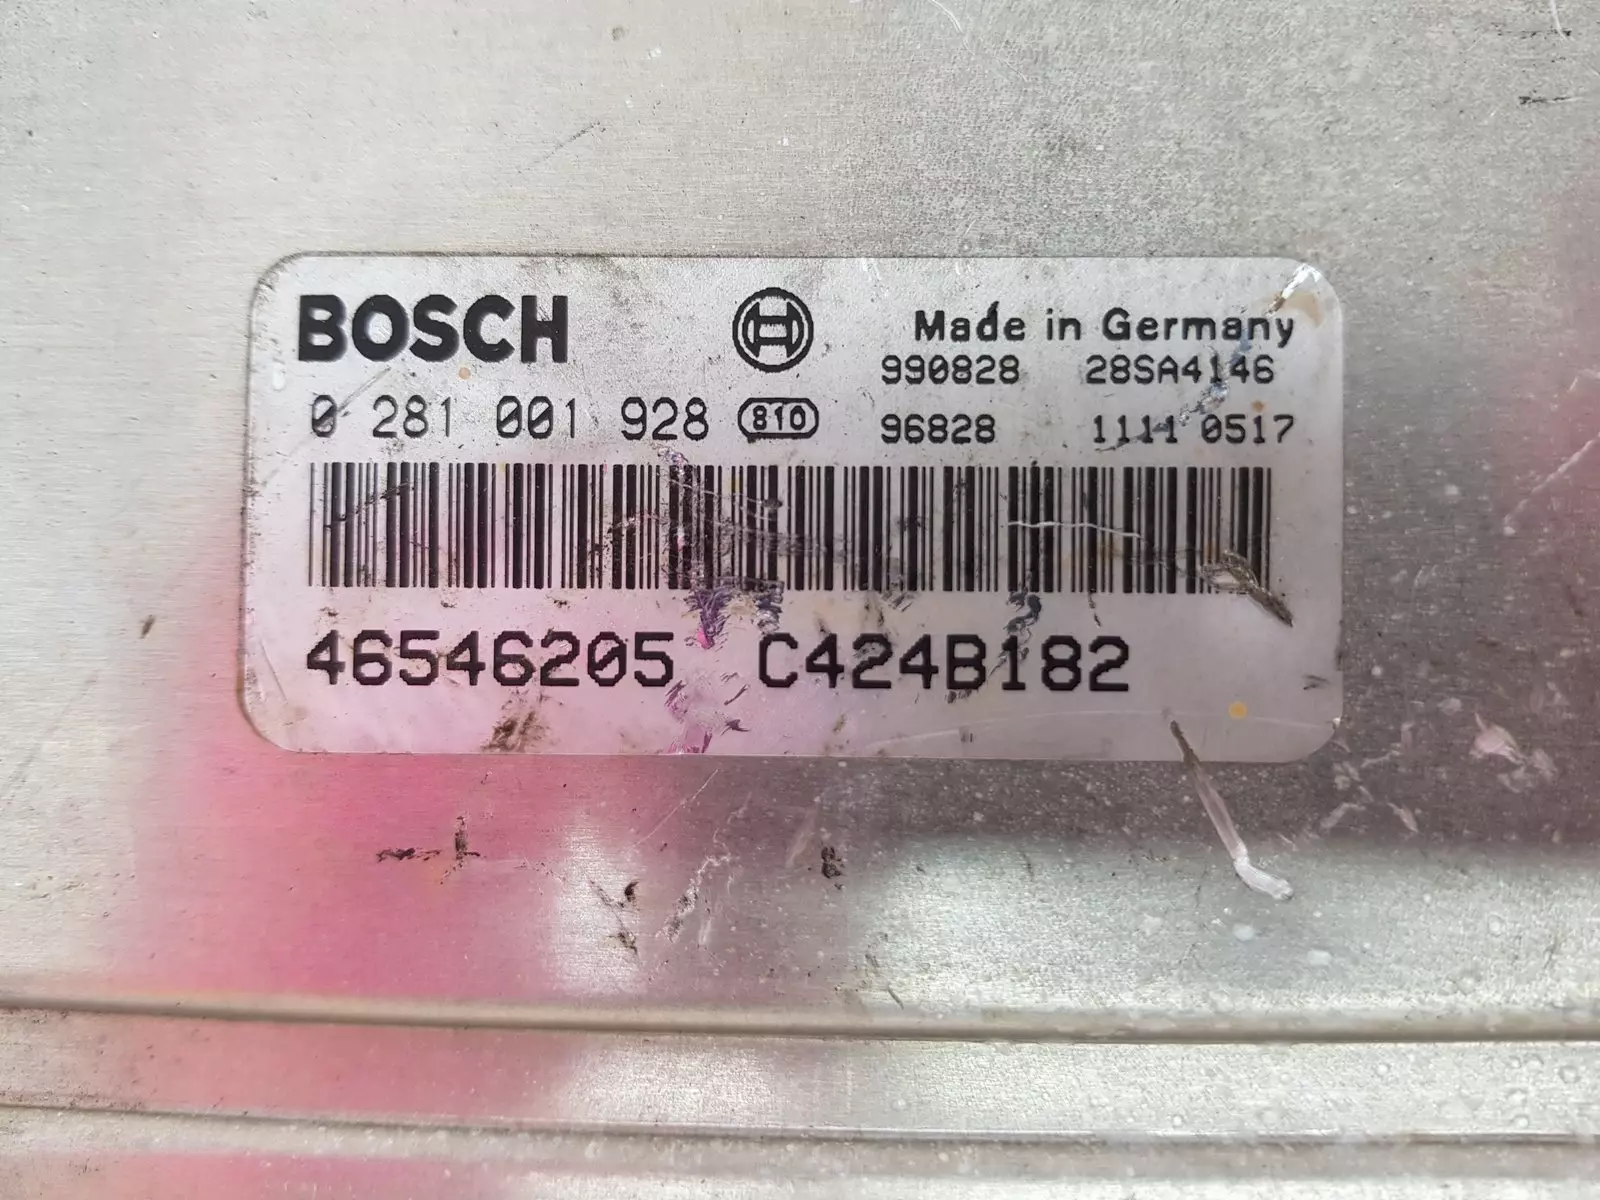 BOSCH
Made in Germany
990828 28SA4146
0 281 001 928 810 96828 1111 0517
46546205 C424B182